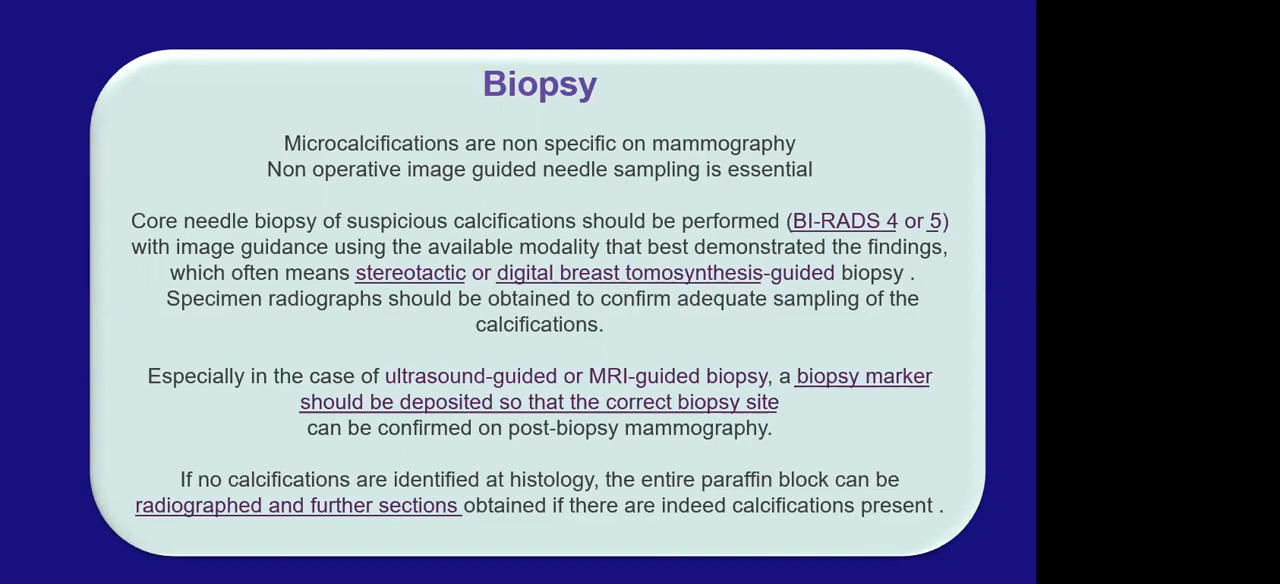 Biopsy
Microcalcifications are non specific on mammography
Non operative image guided needle sampling is essential
Core needle biopsy of suspicious calcifications should be performed (BI-RADS 4 or 5)
with image guidance using the available modality that best demonstrated the findings,
which often means stereotactic or digital breast tomosynthesis-guided biopsy .
Specimen radiographs should be obtained to confirm adequate sampling of the
calcifications.
Especially in the case of ultrasound-guided or MRI-guided biopsy, a biopsy marker
should be deposited so that the correct biopsy site
can be confirmed on post-biopsy mammography.
If no calcifications are identified at histology, the entire paraffin block can be
radiographed and further sections obtained if there are indeed calcifications present .